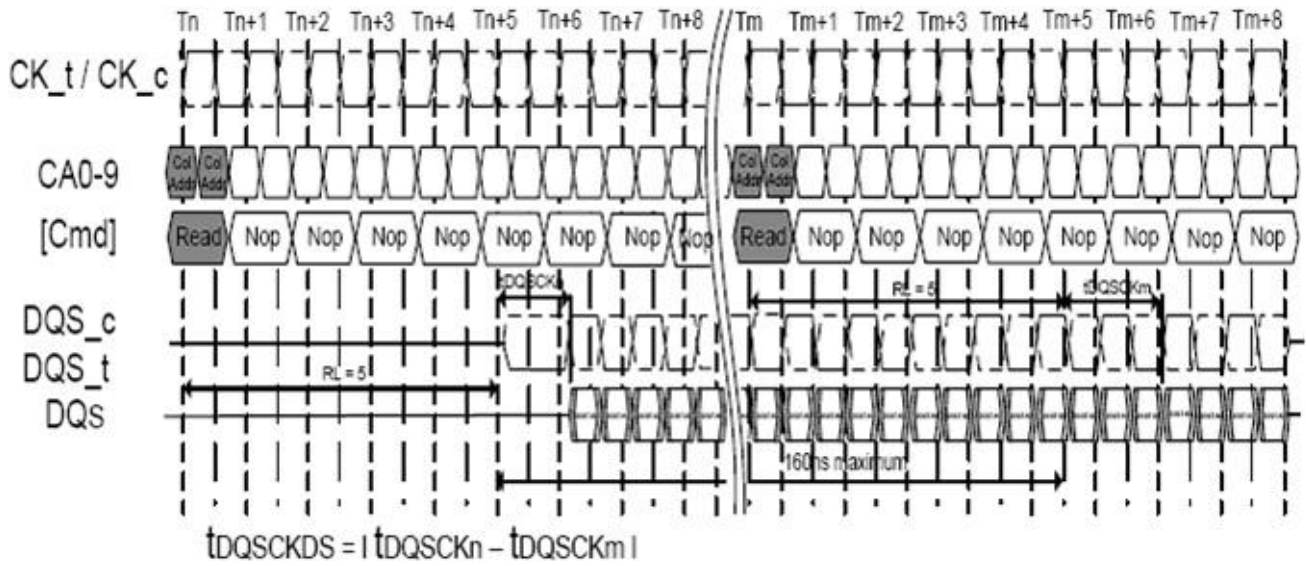 Tn Tn+1 Tn+2 Tn+3 Tn+4 Tn+5 Tn+6 Tn+7 Tn+8 Tm Tm+1 Tm+2 Tm+3 Tm+4 Tm+5 Tm+6 Tm+7 Tm+8
CK_t / CK_c
CA0-9 Col Addr Col Addr Col Addr Col Addr
[Cmd] Read Nop Nop Nop Nop Nop Nop Nop Nop Read Nop Nop Nop Nop Nop Nop Nop Nop
tDQSCKn RL = 5 tDQSCKm
DQS_c
DQS_t
RL = 5
DQs
160ns maximum
tDQSCKDS = | tDQSCKn – tDQSCKm |